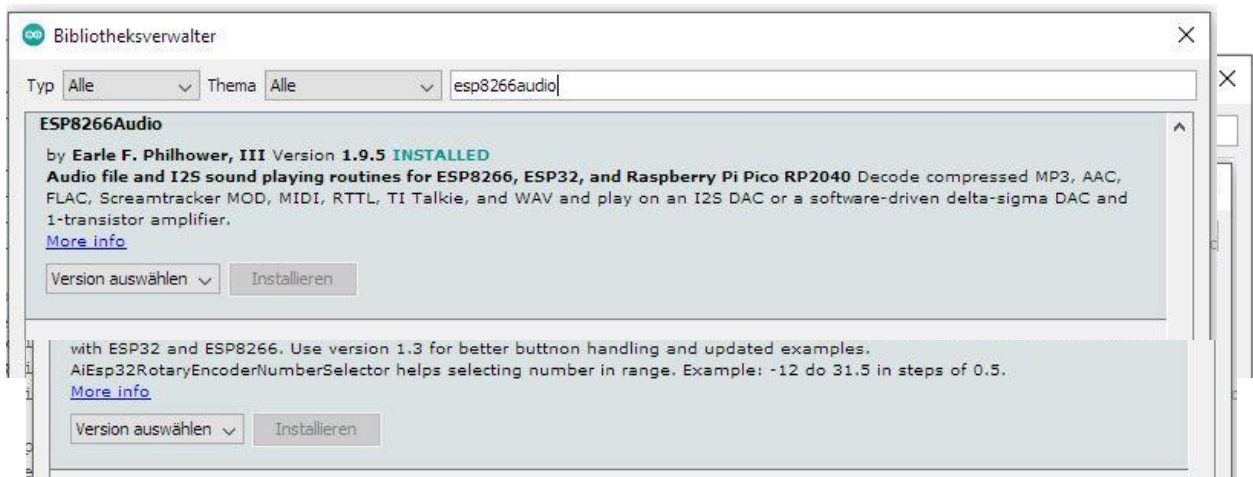 Bibliotheksverwalter
Typ Alle Thema Alle esp8266audio
ESP8266Audio
by Earle F. Philhower, III Version 1.9.5 INSTALLED
Audio file and I2S sound playing routines for ESP8266, ESP32, and Raspberry Pi Pico RP2040 Decode compressed MP3, AAC,
FLAC, Screamtracker MOD, MIDI, RTTL, TI Talkie, and WAV and play on an I2S DAC or a software-driven delta-sigma DAC and
1-transistor amplifier.
More info
Version auswählen Installieren
with ESP32 and ESP8266. Use version 1.3 for better buttnon handling and updated examples.
AiEsp32RotaryEncoderNumberSelector helps selecting number in range. Example: -12 do 31.5 in steps of 0.5.
More info
Version auswählen Installieren